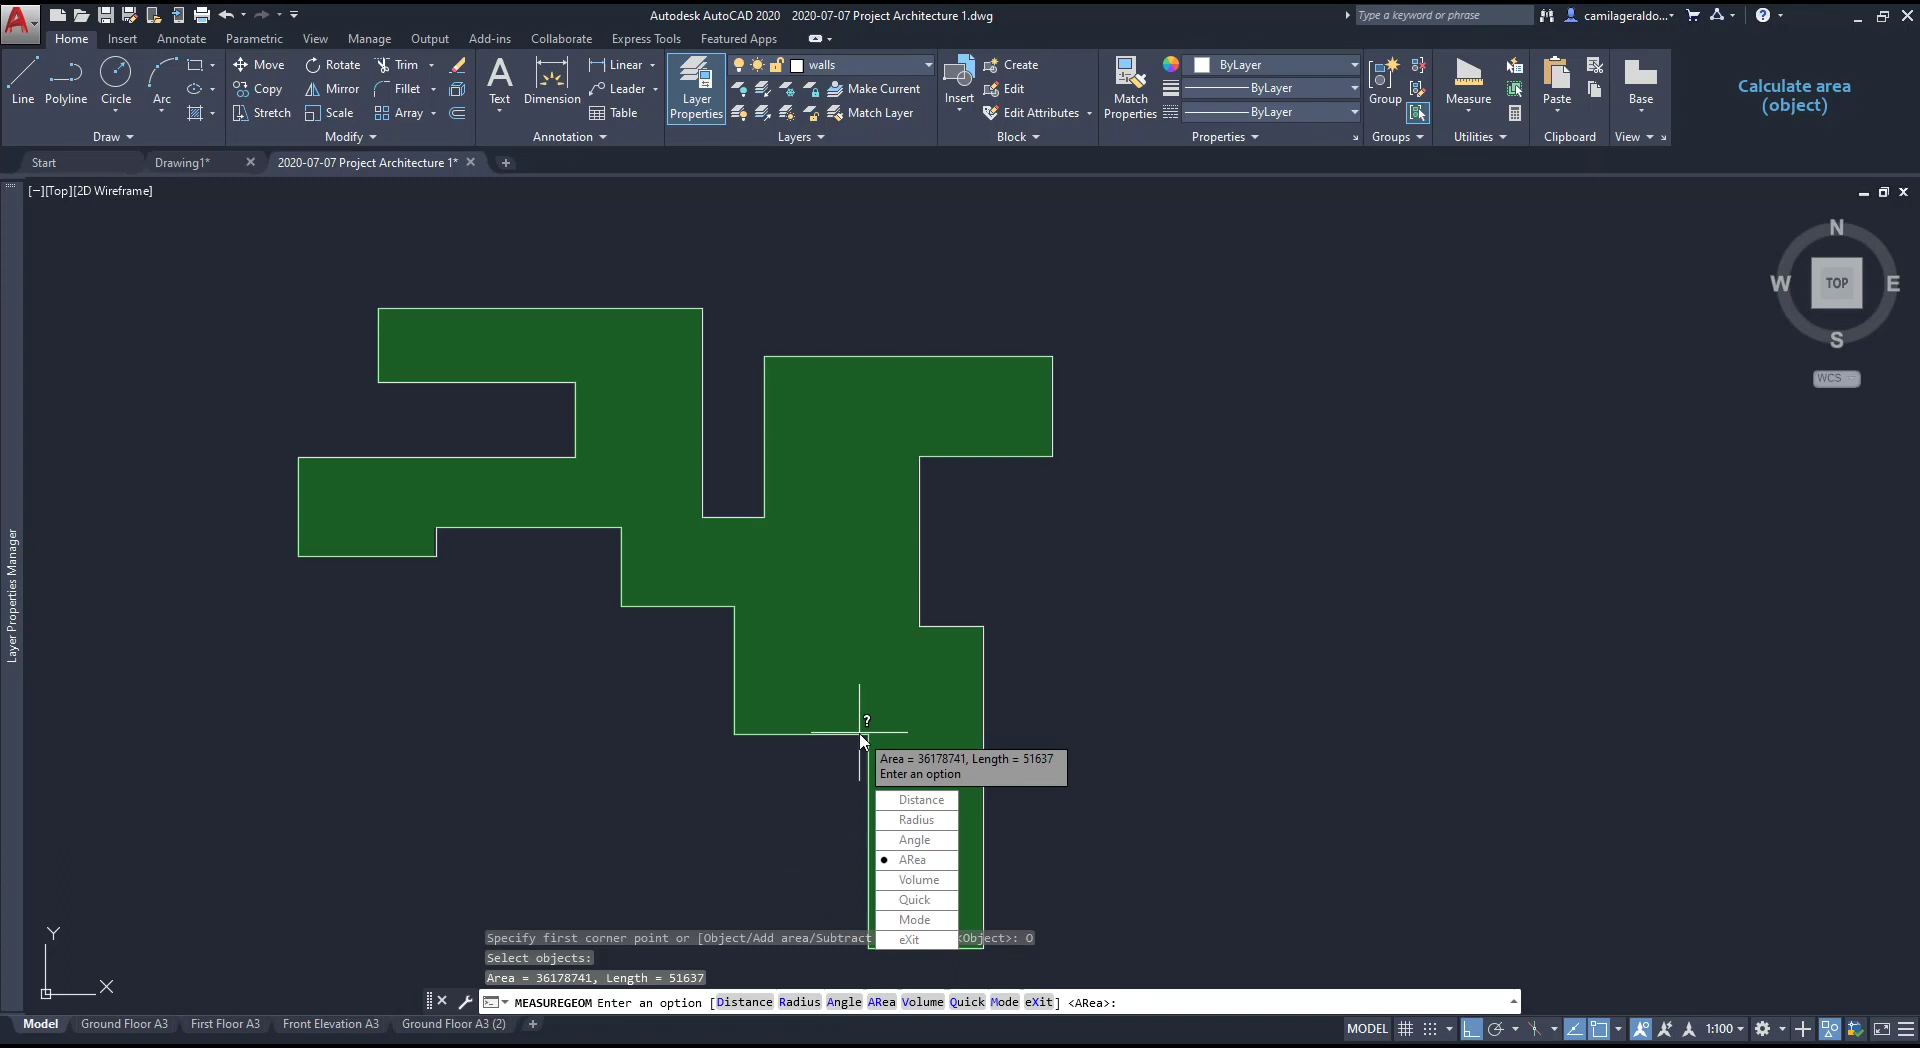 Autodesk AutoCAD 2020 2020-07-07 Project Architecture 1.dwg
Type a keyword or phrase
camilageraldo...
Home Insert Annotate Parametric View Manage Output Add-ins Collaborate Express Tools Featured Apps
Line
Polyline
Circle
Arc
Draw
Move Rotate Trim
Copy Mirror Fillet
Stretch Scale Array
Modify
Text
Dimension
Linear
Leader
Table
Annotation
Layer
Properties
walls
Make Current
Match Layer
Layers
Insert
Create
Edit
Edit Attributes
Block
Match
Properties
ByLayer
ByLayer
ByLayer
Properties
Group
Groups
Measure
Utilities
Paste
Clipboard
Base
View
Calculate area
(object)
Start Drawing1* 2020-07-07 Project Architecture 1*
[−][Top][2D Wireframe]
N
W TOP E
S
WCS
Layer Properties Manager
?
Area = 36178741, Length = 51637
Enter an option
Distance
Radius
Angle
ARea
Volume
Quick
Mode
eXit
Y
X
Specify first corner point or [Object/Add area/Subtract <Object>: O
Select objects:
Area = 36178741, Length = 51637
MEASUREGEOM Enter an option [Distance Radius Angle ARea Volume Quick Mode eXit] <ARea>:
Model Ground Floor A3 First Floor A3 Front Elevation A3 Ground Floor A3 (2)
MODEL 1:100